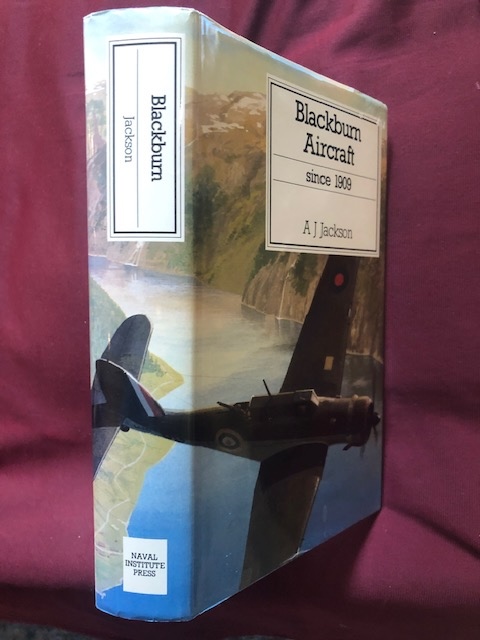 Blackburn
Jackson
NAVAL
INSTITUTE
PRESS
Blackburn
Aircraft
since 1909
A J Jackson